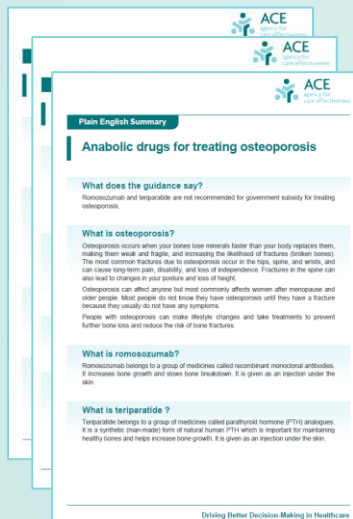 ACE
agency for
care effectiveness
ACE
agency for
care effectiveness
ACE
agency for
care effectiveness
Plain English Summary
Anabolic drugs for treating osteoporosis
What does the guidance say?
Romosozumab and teriparatide are not recommended for government subsidy for treating
osteoporosis.
What is osteoporosis?
Osteoporosis occurs when your bones lose minerals faster than your body replaces them,
making them weak and fragile, and increasing the likelihood of fractures (broken bones).
The most common fractures due to osteoporosis occur in the hips, spine, and wrists, and
can cause long-term pain, disability, and loss of independence. Fractures in the spine can
also lead to changes in your posture and loss of height.
Osteoporosis can affect anyone but most commonly affects women after menopause and
older people. Most people do not know they have osteoporosis until they have a fracture
because they usually do not have any symptoms.
People with osteoporosis can make lifestyle changes and take treatments to prevent
further bone loss and reduce the risk of bone fractures.
What is romosozumab?
Romosozumab belongs to a group of medicines called recombinant monoclonal antibodies.
It increases bone growth and slows bone breakdown. It is given as an injection under the
skin.
What is teriparatide ?
Teriparatide belongs to a group of medicines called parathyroid hormone (PTH) analogues.
It is a synthetic (man-made) form of natural human PTH which is important for maintaining
healthy bones and helps increase bone growth. It is given as an injection under the skin.
Driving Better Decision-Making in Healthcare